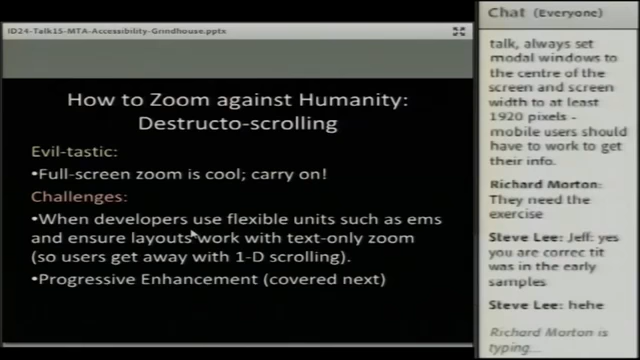 ID24-Talk15-MTA-Accessibility-Grindhouse.pptx
How to Zoom against Humanity:
Destructo-scrolling
Evil-tastic:
•Full-screen zoom is cool; carry on!
Challenges:
•When developers use flexible units such as ems
and ensure layouts work with text-only zoom
(so users get away with 1-D scrolling).
•Progressive Enhancement (covered next)
Chat (Everyone)
talk, always set
modal windows to
the centre of the
screen and screen
width to at least
1920 pixels -
mobile users should
have to work to get
their info.
Richard Morton: 
They need the
exercise
Steve Lee: Jeff: yes
you are correc tit
was in the early
samples
Steve Lee: hehe
Richard Morton is
typing...